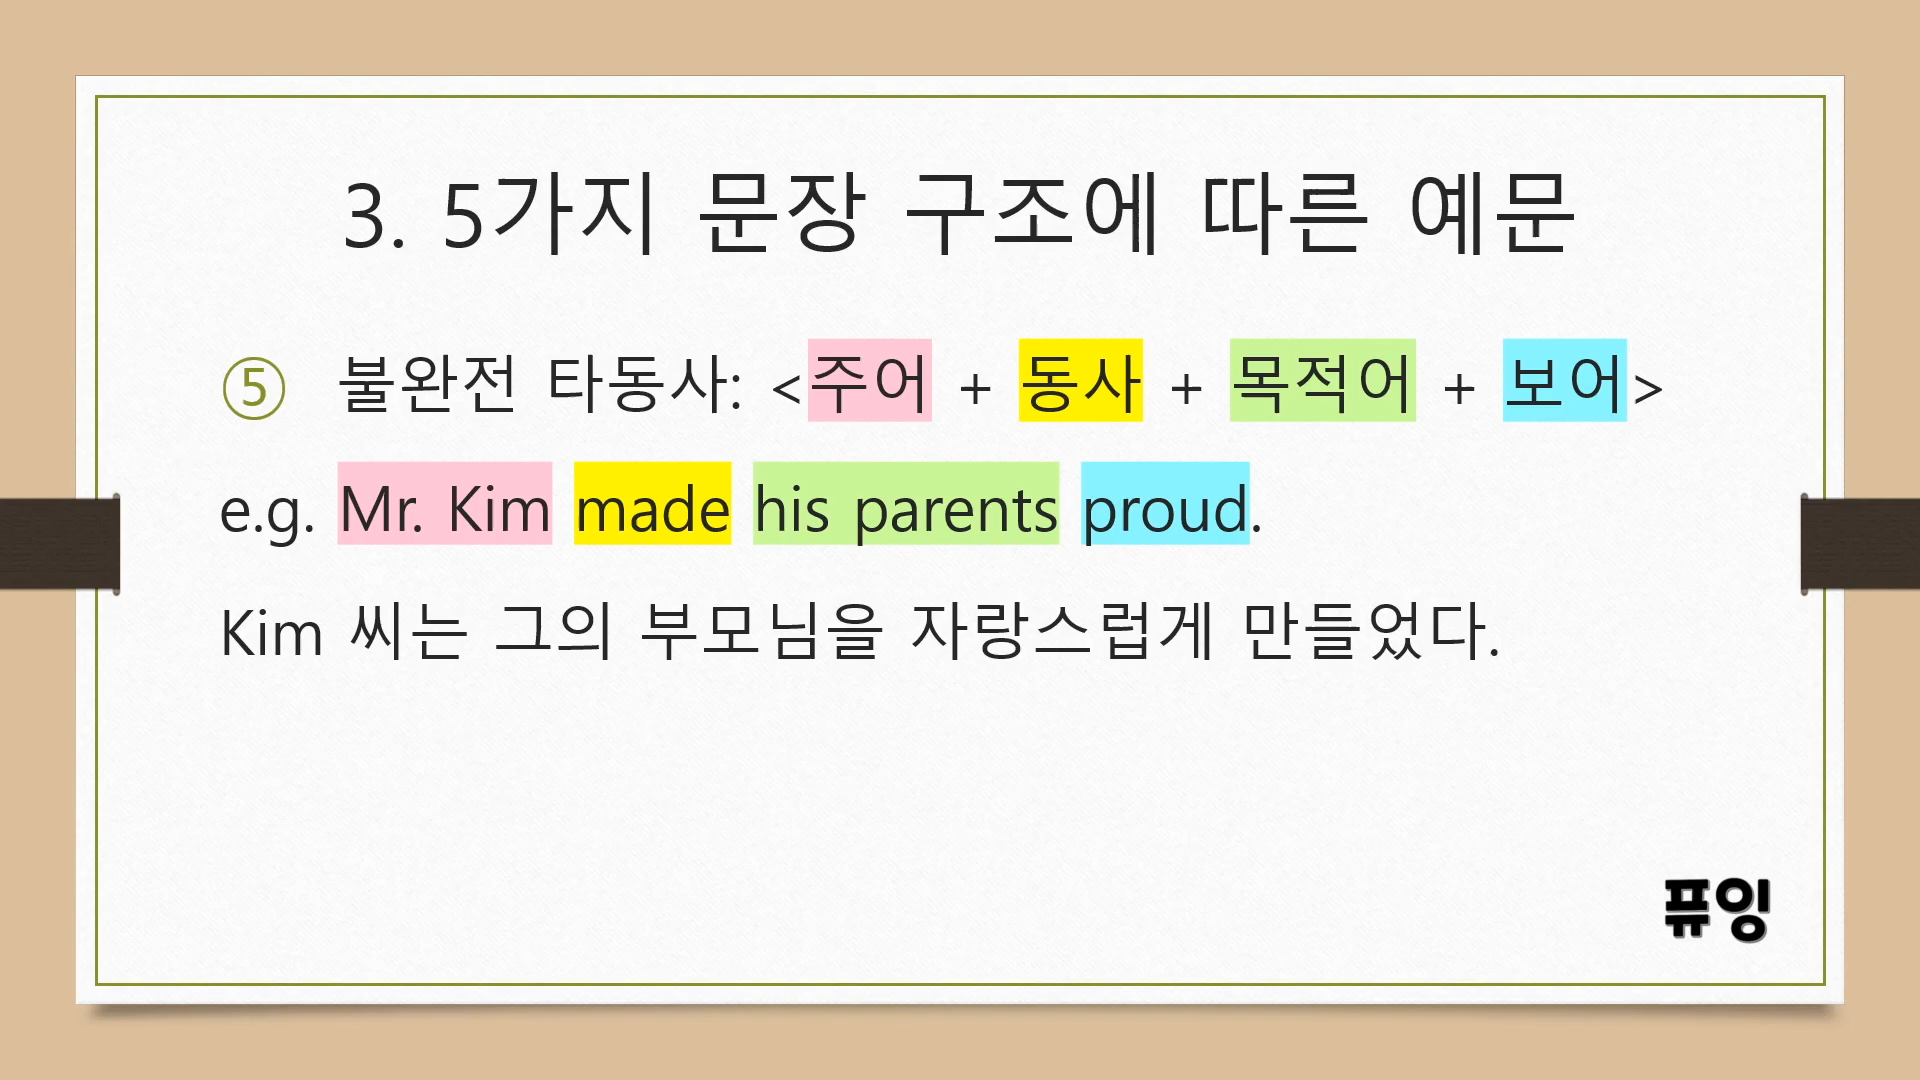 3. 5가지 문장 구조에 따른 예문
⑤ 불완전 타동사: <주어 + 동사 + 목적어 + 보어>
e.g. Mr. Kim made his parents proud.
Kim 씨는 그의 부모님을 자랑스럽게 만들었다.
퓨잉